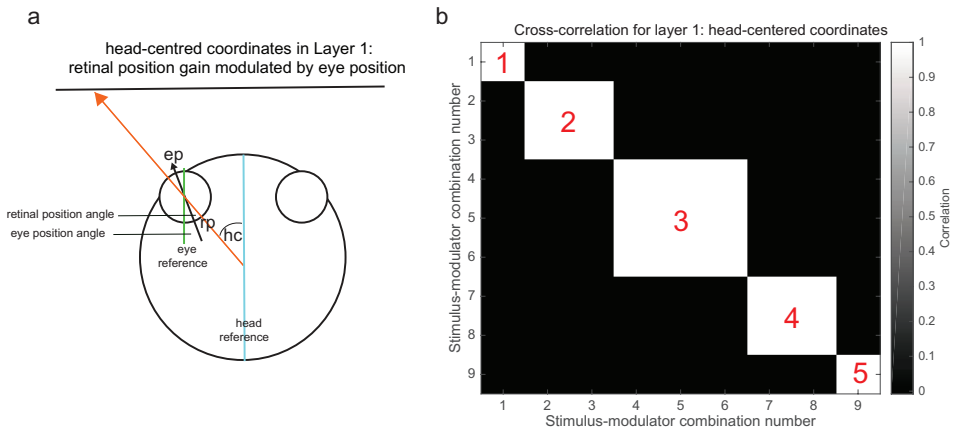 a
head-centred coordinates in Layer 1:
retinal position gain modulated by eye position
ep
retinal position angle
rp
eye position angle
hc
eye
reference
head
reference
b
Cross-correlation for layer 1: head-centered coordinates
Stimulus-modulator combination number
1
2
3
4
5
6
7
8
9
1
2
3
4
5
1
2
3
4
5
6
7
8
9
Stimulus-modulator combination number
1
0.9
0.8
0.7
0.6
0.5
0.4
0.3
0.2
0.1
0
Correlation